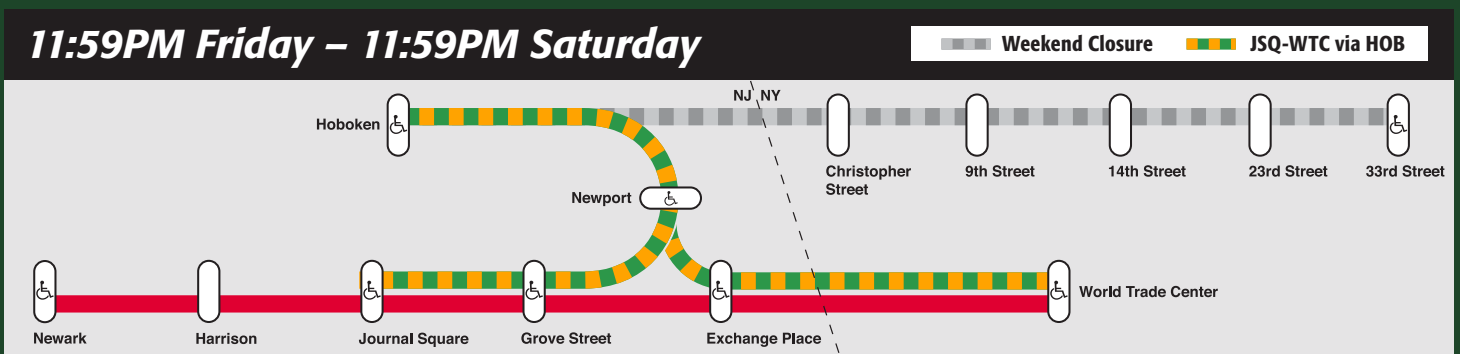 11:59PM Friday – 11:59PM Saturday
Weekend Closure
JSQ-WTC via HOB
NJ NY
Hoboken
Christopher
Street
9th Street
14th Street
23rd Street
33rd Street
Newport
World Trade Center
Newark
Harrison
Journal Square
Grove Street
Exchange Place